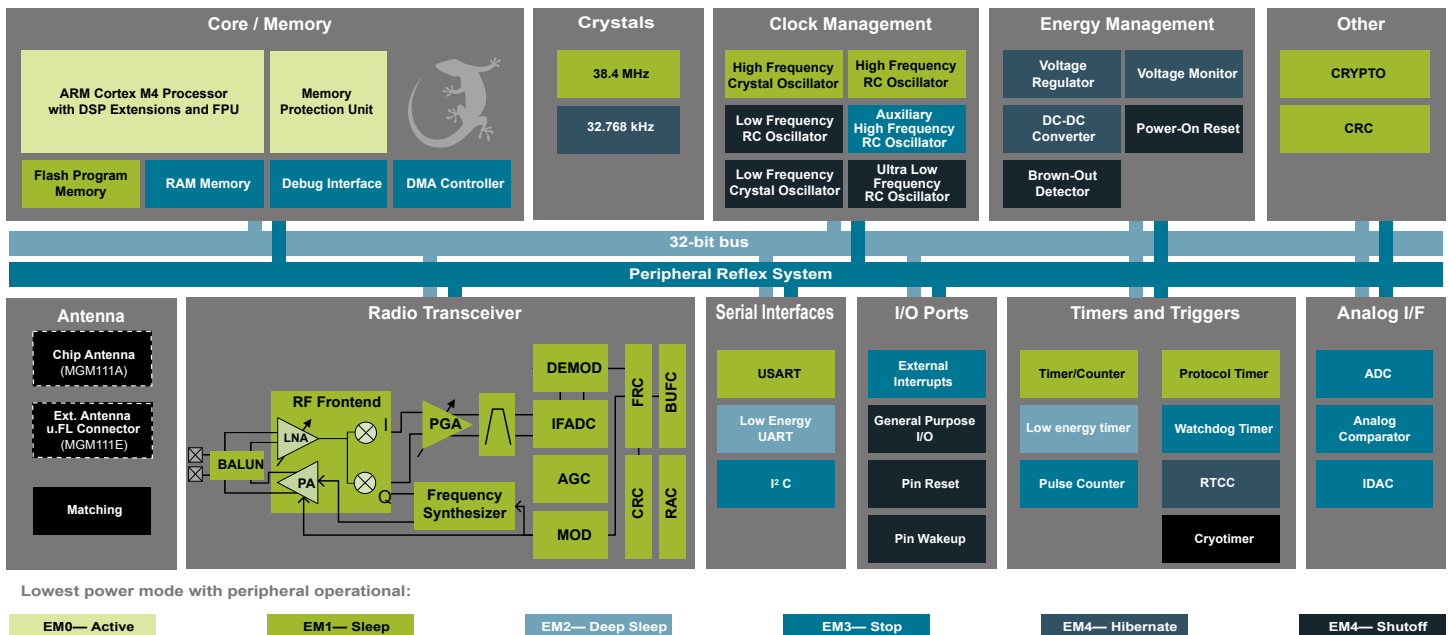 Core / Memory
ARM Cortex M4 Processor
with DSP Extensions and FPU
Memory
Protection Unit
Flash Program
Memory
RAM Memory
Debug Interface
DMA Controller
Crystals
38.4 MHz
32.768 kHz
Clock Management
High Frequency
Crystal Oscillator
High Frequency
RC Oscillator
Low Frequency
RC Oscillator
Auxiliary
High Frequency
RC Oscillator
Low Frequency
Crystal Oscillator
Ultra Low
Frequency
RC Oscillator
Energy Management
Voltage
Regulator
Voltage Monitor
DC-DC
Converter
Power-On Reset
Brown-Out
Detector
Other
CRYPTO
CRC
32-bit bus
Peripheral Reflex System
Antenna
Chip Antenna
(MGM111A)
Ext. Antenna
u.FL Connector
(MGM111E)
Matching
Radio Transceiver
RF Frontend
LNA
I
BALUN
PA
Q
PGA
Frequency
Synthesizer
DEMOD
IFADC
AGC
MOD
FRC
BUFC
CRC
RAC
Serial Interfaces
USART
Low Energy
UART
I² C
I/O Ports
External
Interrupts
General Purpose
I/O
Pin Reset
Pin Wakeup
Timers and Triggers
Timer/Counter
Protocol Timer
Low energy timer
Watchdog Timer
Pulse Counter
RTCC
Cryotimer
Analog I/F
ADC
Analog
Comparator
IDAC
Lowest power mode with peripheral operational:
EM0— Active
EM1— Sleep
EM2— Deep Sleep
EM3— Stop
EM4— Hibernate
EM4— Shutoff